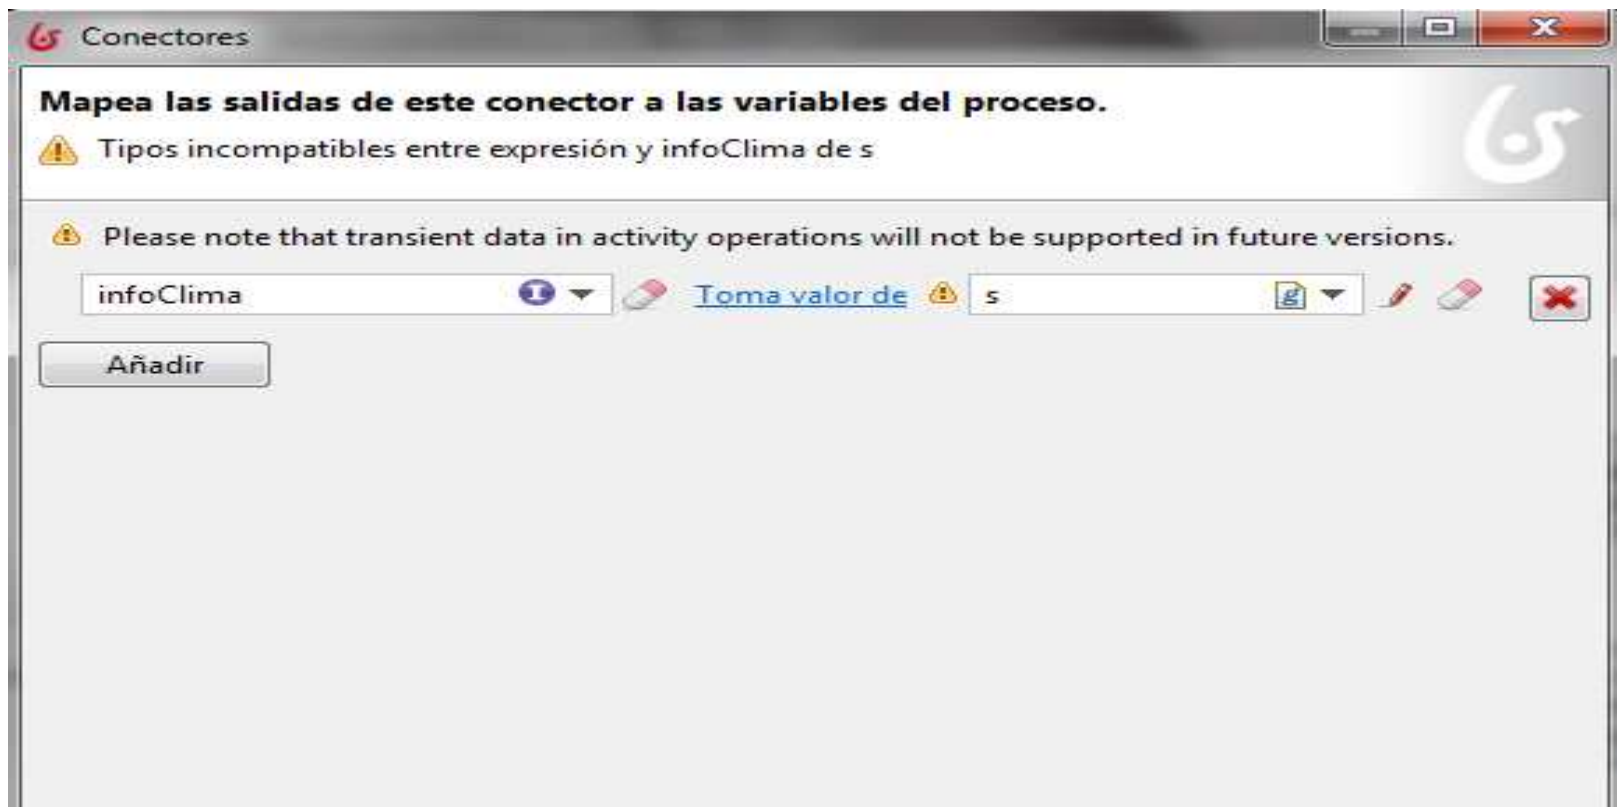 Conectores
Mapea las salidas de este conector a las variables del proceso.
Tipos incompatibles entre expresión y infoClima de s
Please note that transient data in activity operations will not be supported in future versions.
infoClima Toma valor de s
Añadir